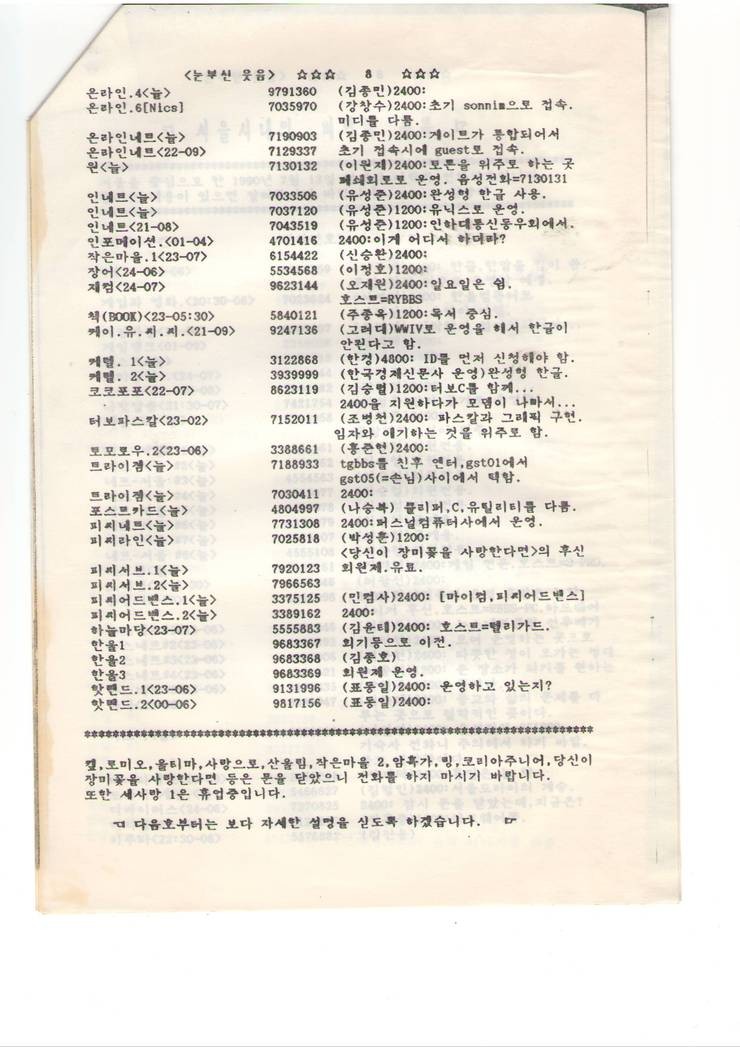 <눈부신 웃음> ☆☆☆ 8 ☆☆☆
온라인.4<늘> 9791360 (김종민)2400:
온라인.6[Nics] 7035970 (강창수)2400:초기 sonnim으로 접속.
미디를 다룸.
온라인네트<늘> 7190903 (김종민)2400:게이트가 통합되어서
온라인네트<22-09> 7129337 초기 접속시에 guest로 접속.
원<늘> 7130132 (이원재)2400:토론을 위주로 하는 곳
폐쇄회로로 운영. 음성전화=7130131
인네트<늘> 7033506 (유성준)2400:완성형 한글 사용.
인네트<늘> 7037120 (유성준)1200:유닉스로 운영.
인네트<21-08> 7043519 (유성준)1200:인하대통신동우회에서.
인포메이션.<01-04> 4701416 2400:이게 어디서 하더라?
작은마을.1<23-07> 6154422 (신승환)2400:
장어<24-06> 5534568 (이정호)1200:
재컴<24-07> 9623144 (오재원)2400:일요일은 쉼.
호스트=RYBBS
책(BOOK)<23-05:30> 5840121 (주종옥)1200:독서 중심.
케이.유.씨.씨.<21-09> 9247136 (고려대)WWIV로 운영을 해서 한글이
안된다고 함.
케텔. 1<늘> 3122868 (한경)4800: ID를 먼저 신청해야 함.
케텔. 2<늘> 3939999 (한국경제신문사 운영)완성형 한글.
코코포포<22-07> 8623119 (김승렬)1200:터보C를 함께...
2400을 지원하다가 모뎀이 나빠서...
터보파스칼<23-02> 7152011 (조병천)2400: 파스칼과 그래픽 구현.
임자와 얘기하는 것을 위주로 함.
토모로우.2<23-06> 3388661 (홍준현)2400:
트라이젬<늘> 7188933 tgbbs를 친후 엔터,gst01에서
gst05(=손님)사이에서 택함.
트라이젬<늘> 7030411 2400:
포스트카드<늘> 4804997 (나승복) 클리퍼,C,유틸리티를 다룸.
피씨네트<늘> 7731308 2400:퍼스널컴퓨터사에서 운영.
피씨라인<늘> 7025818 (박성훈)1200:
<당신이 장미꽃을 사랑한다면>의 후신
피씨서브.1<늘> 7920123 회원제.유료.
피씨서브.2<늘> 7966563
피씨어드밴스.1<늘> 3375125 (민컴사)2400: [마이컴,피씨어드밴스]
피씨어드밴스.2<늘> 3389162 2400:
하늘마당<23-07> 5555883 (김윤태)2400: 호스트=텔리가드.
한울1 9683367 회기동으로 이전.
한울2 9683368 (김종호)
한울3 9683369 회원제 운영.
핫밴드.1<23-06> 9131996 (표동일)2400: 운영하고 있는지?
핫밴드.2<00-06> 9817156 (표동일)2400:
********************************************************************************
캪,로미오,울티마,사랑으로,산울림,작은마을 2,암흑가,링,코리아주니어,당신이
장미꽃을 사랑한다면 등은 문을 닫았으니 전화를 하지 마시기 바랍니다.
또한 세사랑 1은 휴업중입니다.
☜ 다음호부터는 보다 자세한 설명을 싣도록 하겠습니다. ☞